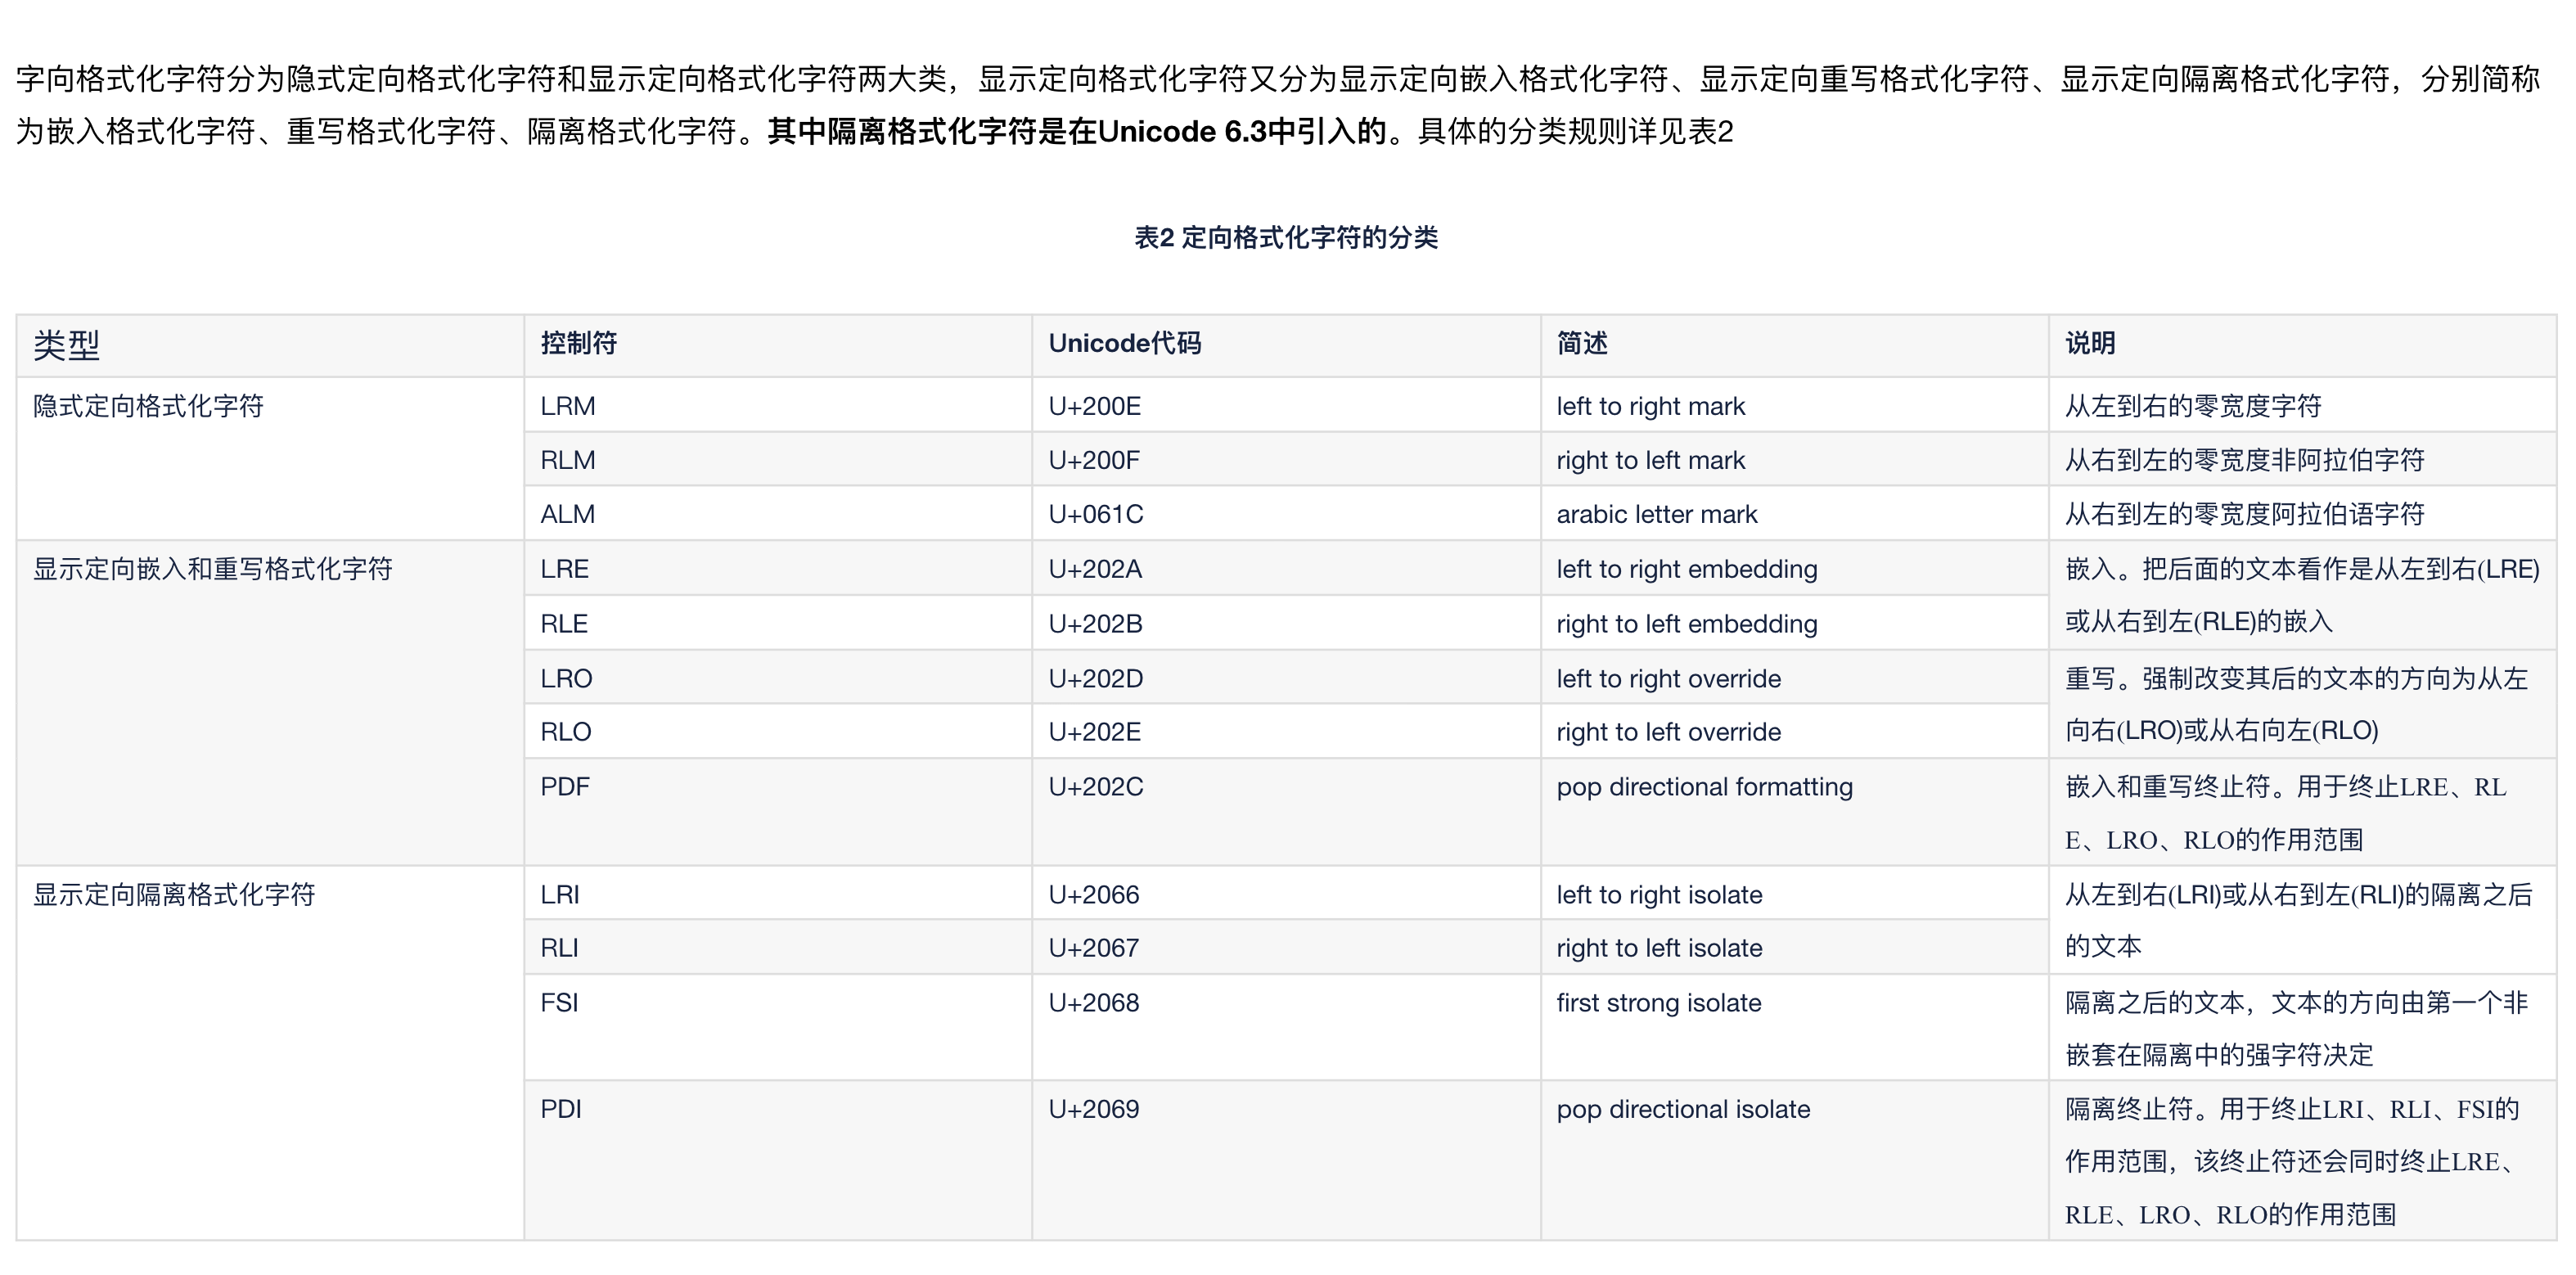 字向格式化字符分为隐式定向格式化字符和显示定向格式化字符两大类，显示定向格式化字符又分为显示定向嵌入格式化字符、显示定向重写格式化字符、显示定向隔离格式化字符，分别简称
为嵌入格式化字符、重写格式化字符、隔离格式化字符。其中隔离格式化字符是在Unicode 6.3中引入的。具体的分类规则详见表2
表2 定向格式化字符的分类
类型 控制符 Unicode代码 简述 说明
隐式定向格式化字符 LRM U+200E left to right mark 从左到右的零宽度字符
RLM U+200F right to left mark 从右到左的零宽度非阿拉伯字符
ALM U+061C arabic letter mark 从右到左的零宽度阿拉伯语字符
显示定向嵌入和重写格式化字符 LRE U+202A left to right embedding 嵌入。把后面的文本看作是从左到右(LRE)
RLE U+202B right to left embedding 或从右到左(RLE)的嵌入
LRO U+202D left to right override 重写。强制改变其后的文本的方向为从左
RLO U+202E right to left override 向右(LRO)或从右向左(RLO)
PDF U+202C pop directional formatting 嵌入和重写终止符。用于终止LRE、RL
E、LRO、RLO的作用范围
显示定向隔离格式化字符 LRI U+2066 left to right isolate 从左到右(LRI)或从右到左(RLI)的隔离之后
RLI U+2067 right to left isolate 的文本
FSI U+2068 first strong isolate 隔离之后的文本，文本的方向由第一个非
嵌套在隔离中的强字符决定
PDI U+2069 pop directional isolate 隔离终止符。用于终止LRI、RLI、FSI的
作用范围，该终止符还会同时终止LRE、
RLE、LRO、RLO的作用范围